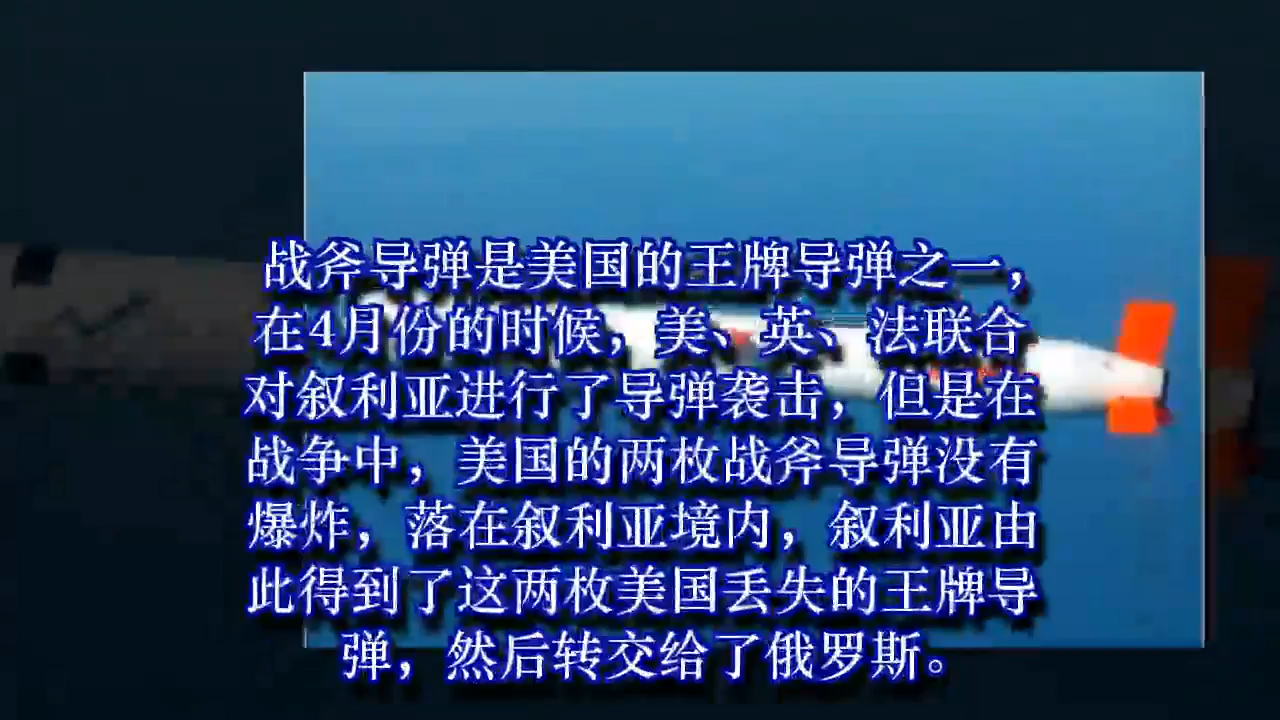 战斧导弹是美国的王牌导弹之一，
在4月份的时候，美、英、法联合
对叙利亚进行了导弹袭击，但是在
战争中，美国的两枚战斧导弹没有
爆炸，落在叙利亚境内，叙利亚由
此得到了这两枚美国丢失的王牌导
弹，然后转交给了俄罗斯。